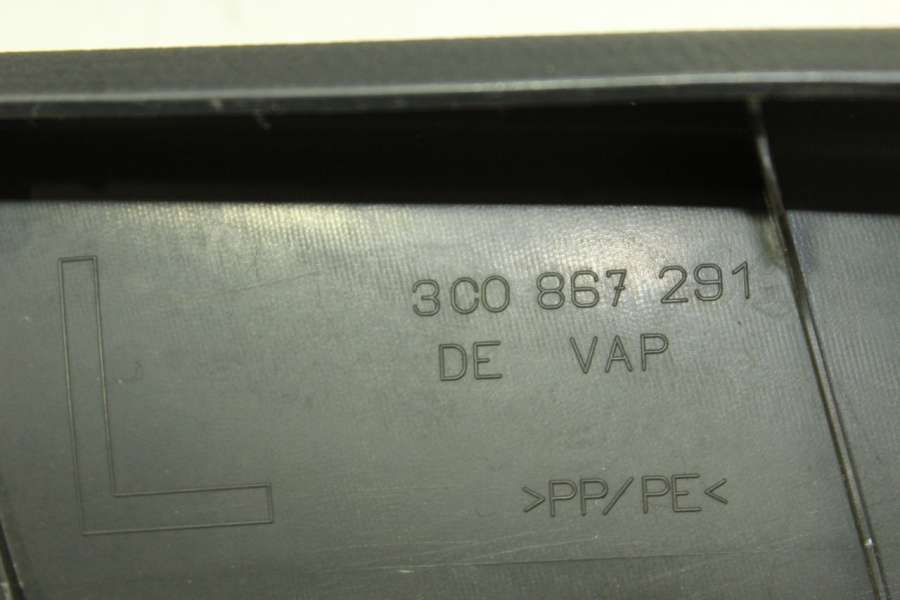 L
3C0 867 291
DE VAP
>PP/PE<